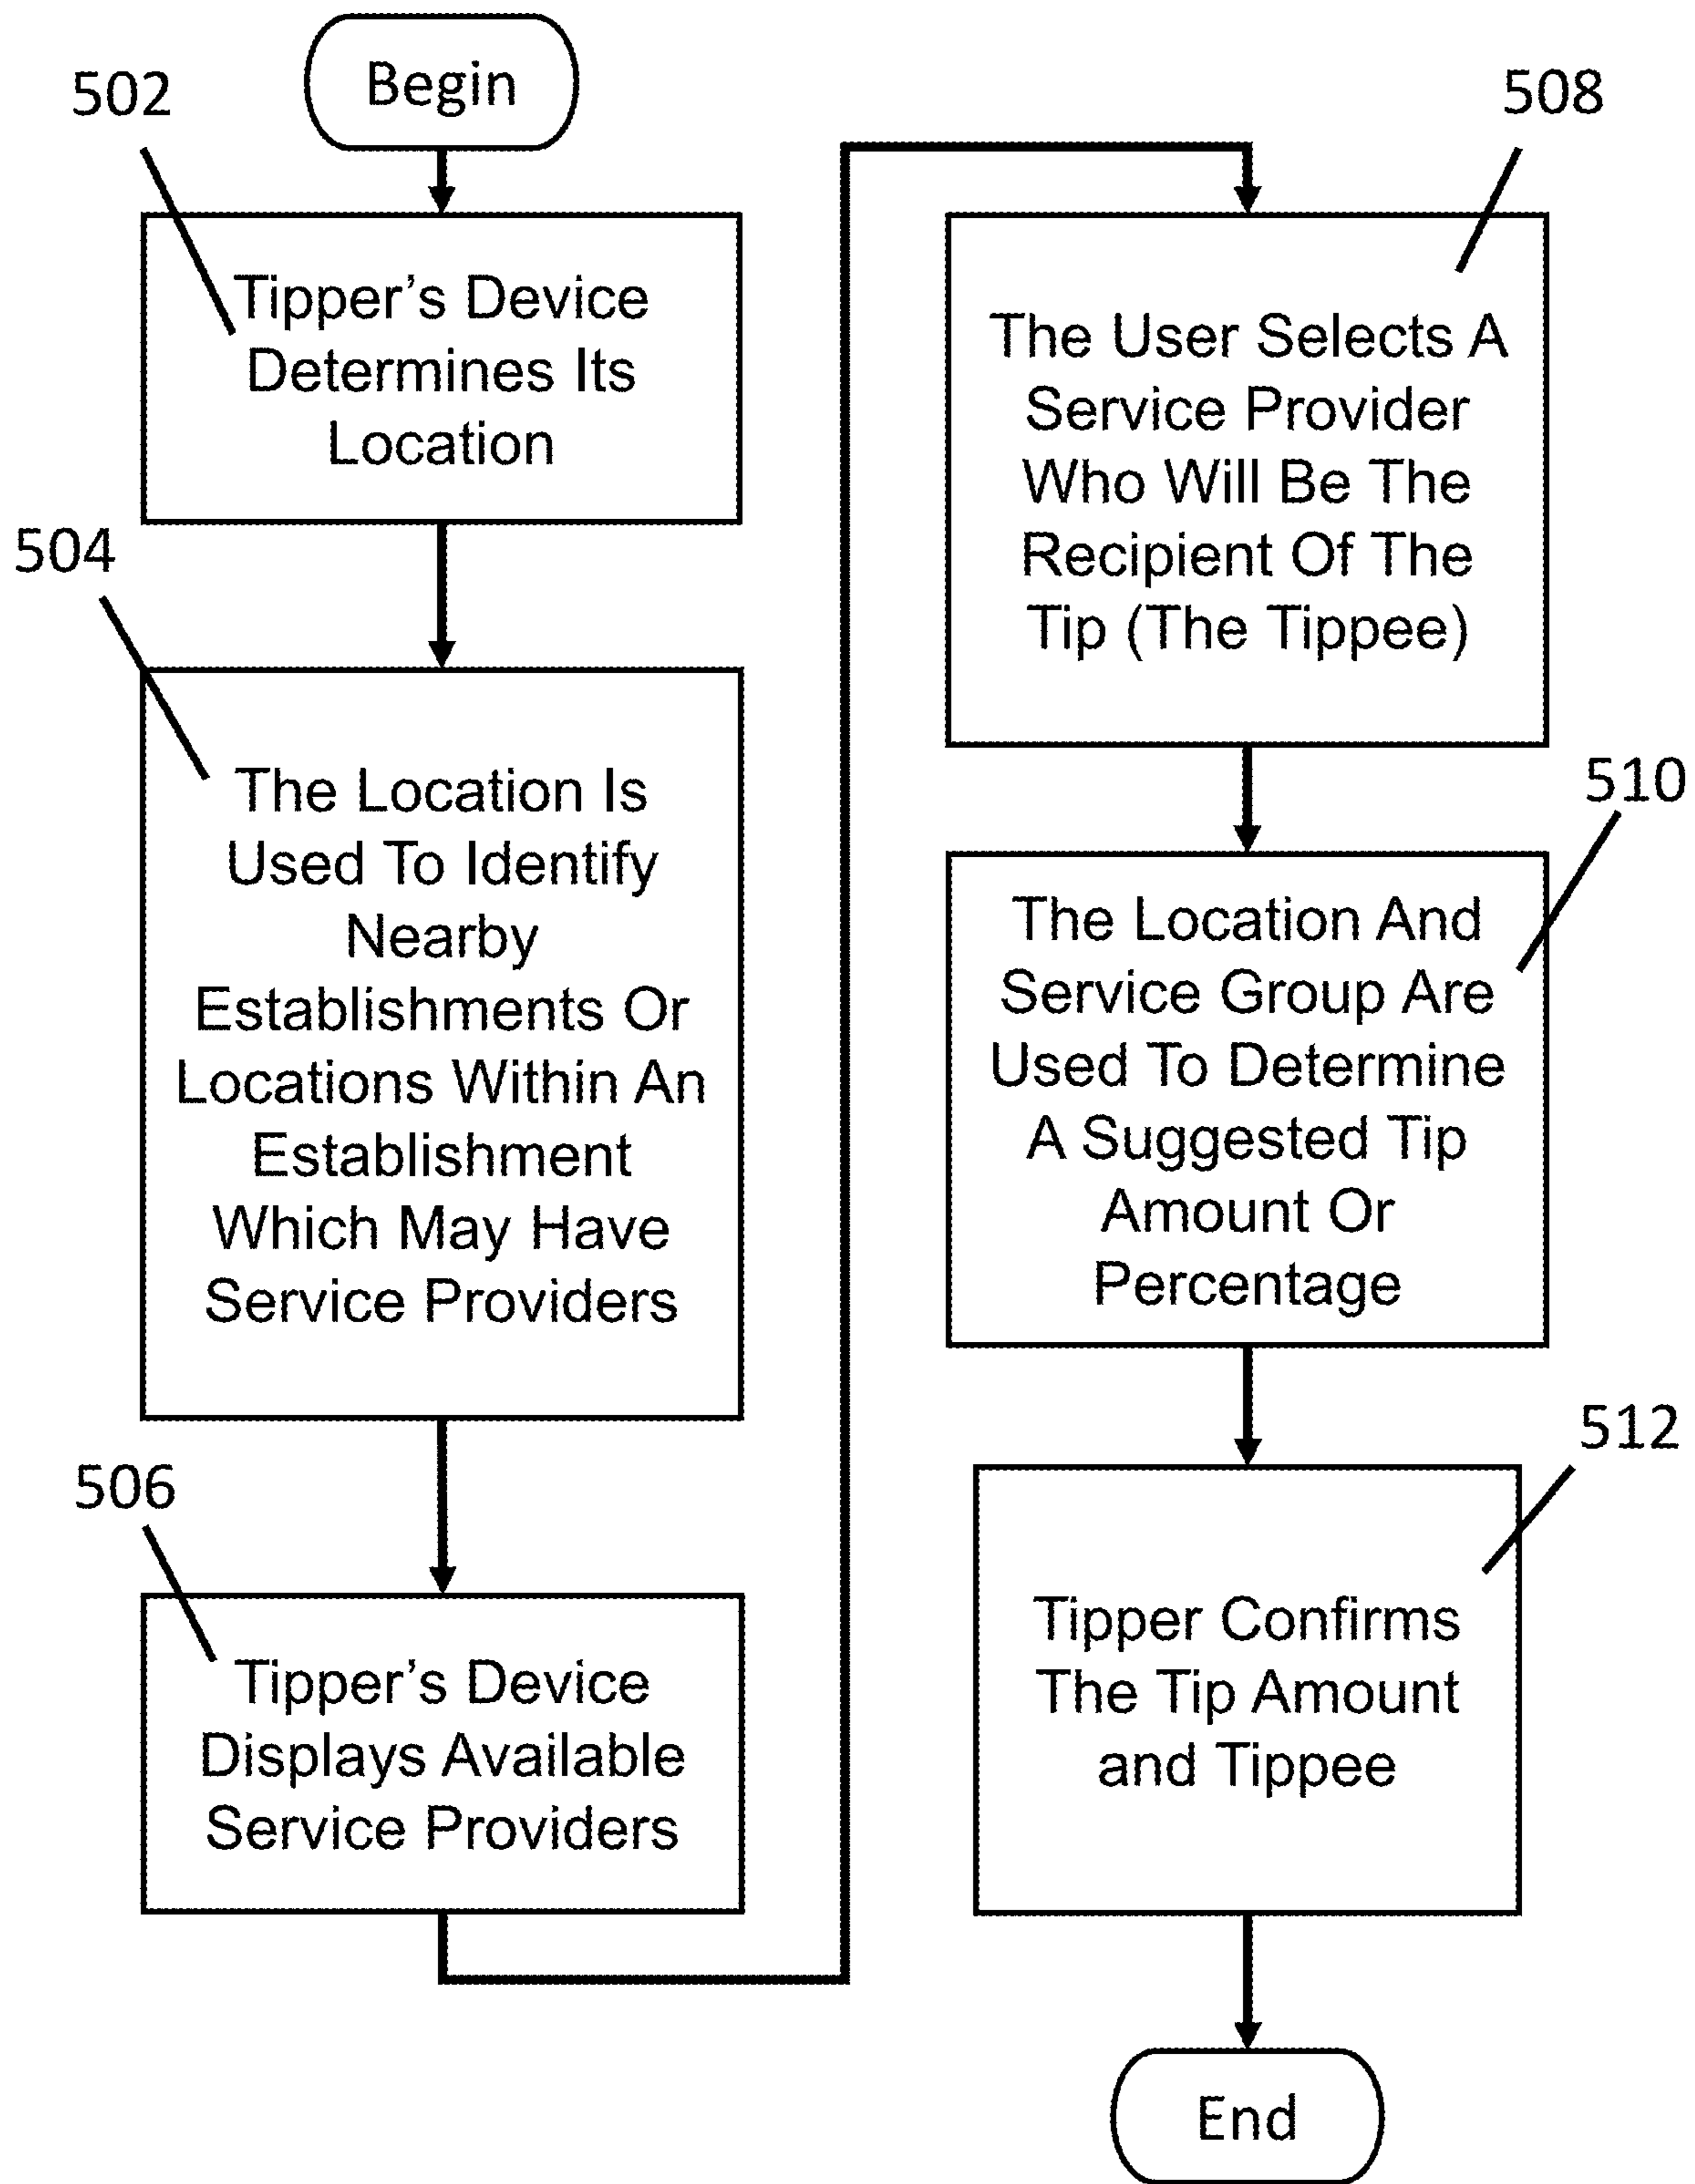 Begin
502
Tipper’s Device
Determines Its
Location
504
The Location Is
Used To Identify
Nearby
Establishments Or
Locations Within An
Establishment
Which May Have
Service Providers
506
Tipper’s Device
Displays Available
Service Providers
508
The User Selects A
Service Provider
Who Will Be The
Recipient Of The
Tip (The Tippee)
510
The Location And
Service Group Are
Used To Determine
A Suggested Tip
Amount Or
Percentage
512
Tipper Confirms
The Tip Amount
and Tippee
End